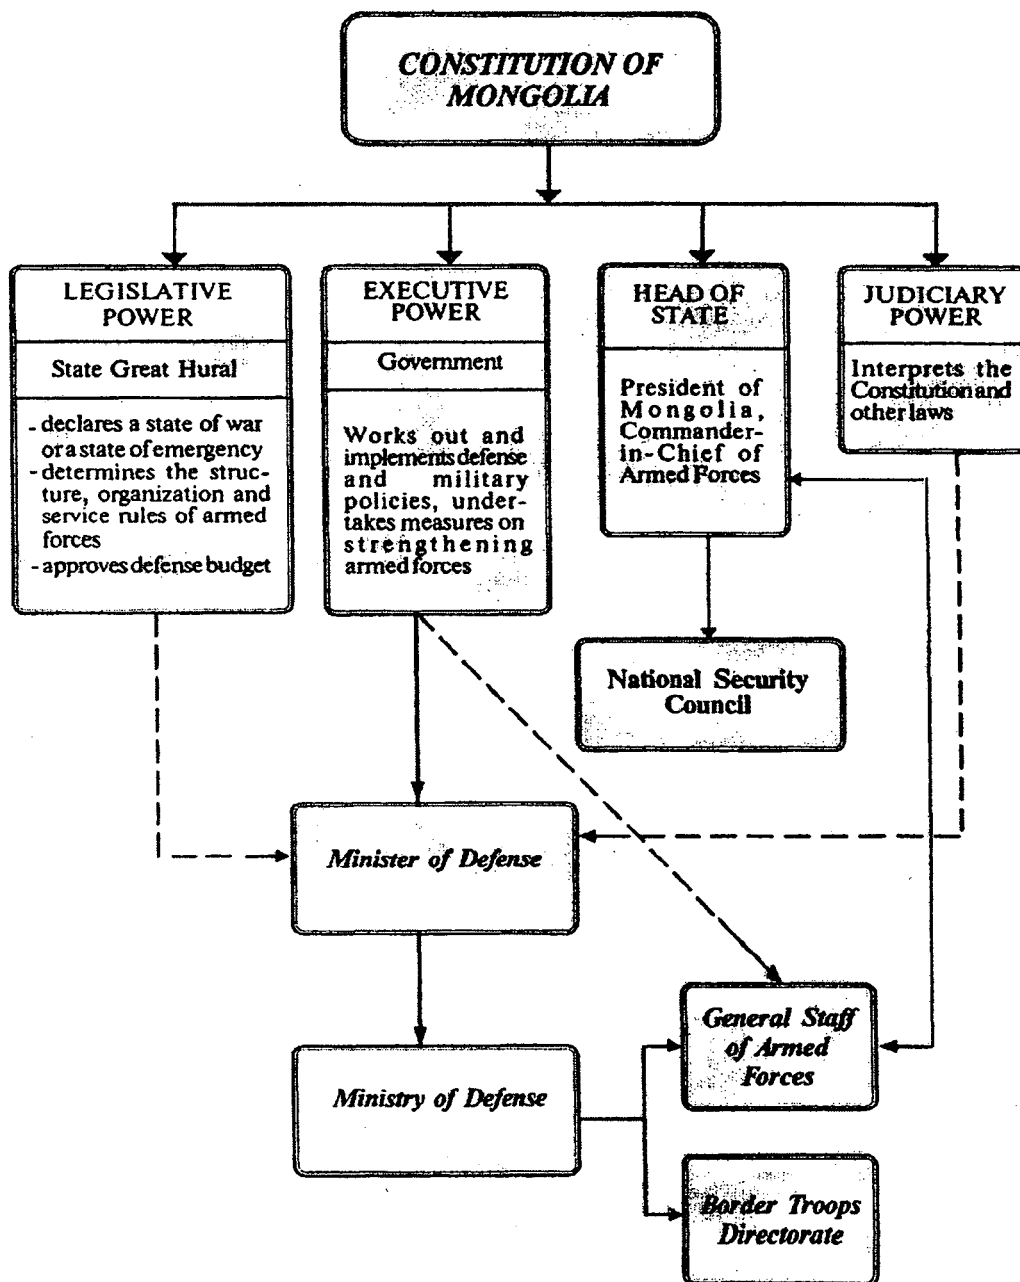 CONSTITUTION OF
MONGOLIA
LEGISLATIVE
POWER
State Great Hural
- declares a state of war
or a state of emergency
- determines the struc-
ture, organization and
service rules of armed
forces
- approves defense budget
EXECUTIVE
POWER
Government
Works out and
implements defense
and military
policies, under-
takes measures on
strengthening
armed forces
HEAD OF
STATE
President of
Mongolia,
Commander-
in-Chief of
Armed Forces
JUDICIARY
POWER
Interprets the
Constitution and
other laws
National Security
Council
Minister of Defense
General Staff
of Armed
Forces
Ministry of Defense
Border Troops
Directorate